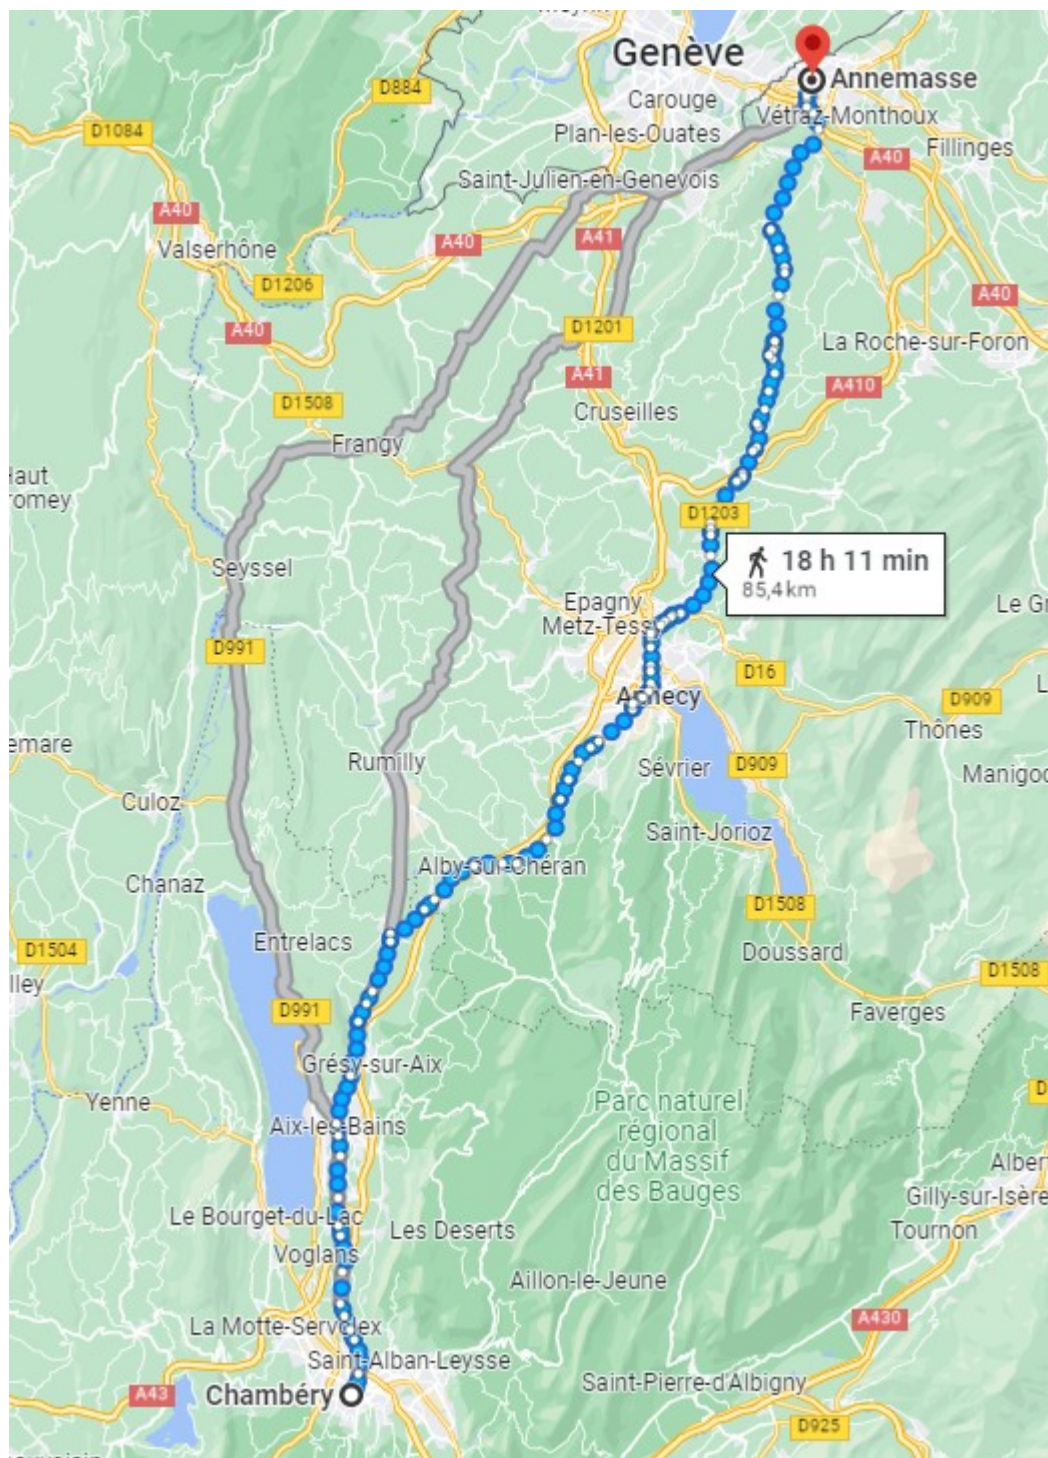 Genève
Annemasse
D884
Carouge
Vétraz-Monthoux
D1084
Plan-les-Ouates
A40
Fillinges
Saint-Julien-en-Genevois
A40
Valserhône
A40
A41
D1206
A40
A40
D1201
La Roche-sur-Foron
A41
A410
D1508
Cruseilles
Frangy
D1203
18 h 11 min
85,4 km
Seyssel
Epagny
Metz-Tess
D991
D16
Annecy
D909
Thônes
Rumilly
Sévrier
D909
Culoz
Saint-Jorioz
Alby-sur-Chéran
Chanaz
D1508
Entrelacs
D1504
Doussard
D1508
D991
Faverges
Grésy-sur-Aix
Yenne
Parc naturel
régional
du Massif
des Bauges
Aix-les-Bains
Gilly-sur-Isère
Le Bourget-du-Lac
Les Deserts
Tournon
Voglans
Aillon-le-Jeune
A430
La Motte-Servolex
Saint-Alban-Leysse
Saint-Pierre-d'Albigny
A43
Chambéry
D925